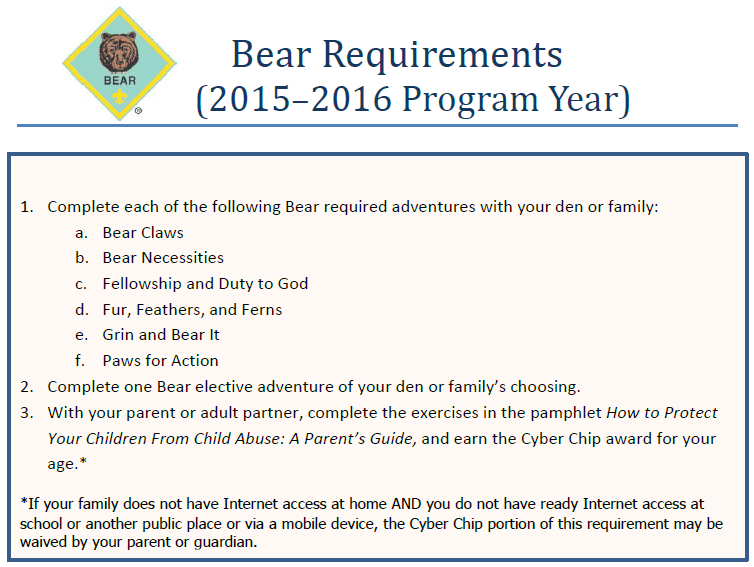 BEAR
®
Bear Requirements
(2015–2016 Program Year)
1. Complete each of the following Bear required adventures with your den or family:
a. Bear Claws
b. Bear Necessities
c. Fellowship and Duty to God
d. Fur, Feathers, and Ferns
e. Grin and Bear It
f. Paws for Action
2. Complete one Bear elective adventure of your den or family’s choosing.
3. With your parent or adult partner, complete the exercises in the pamphlet How to Protect
Your Children From Child Abuse: A Parent’s Guide, and earn the Cyber Chip award for your
age.*
*If your family does not have Internet access at home AND you do not have ready Internet access at
school or another public place or via a mobile device, the Cyber Chip portion of this requirement may be
waived by your parent or guardian.